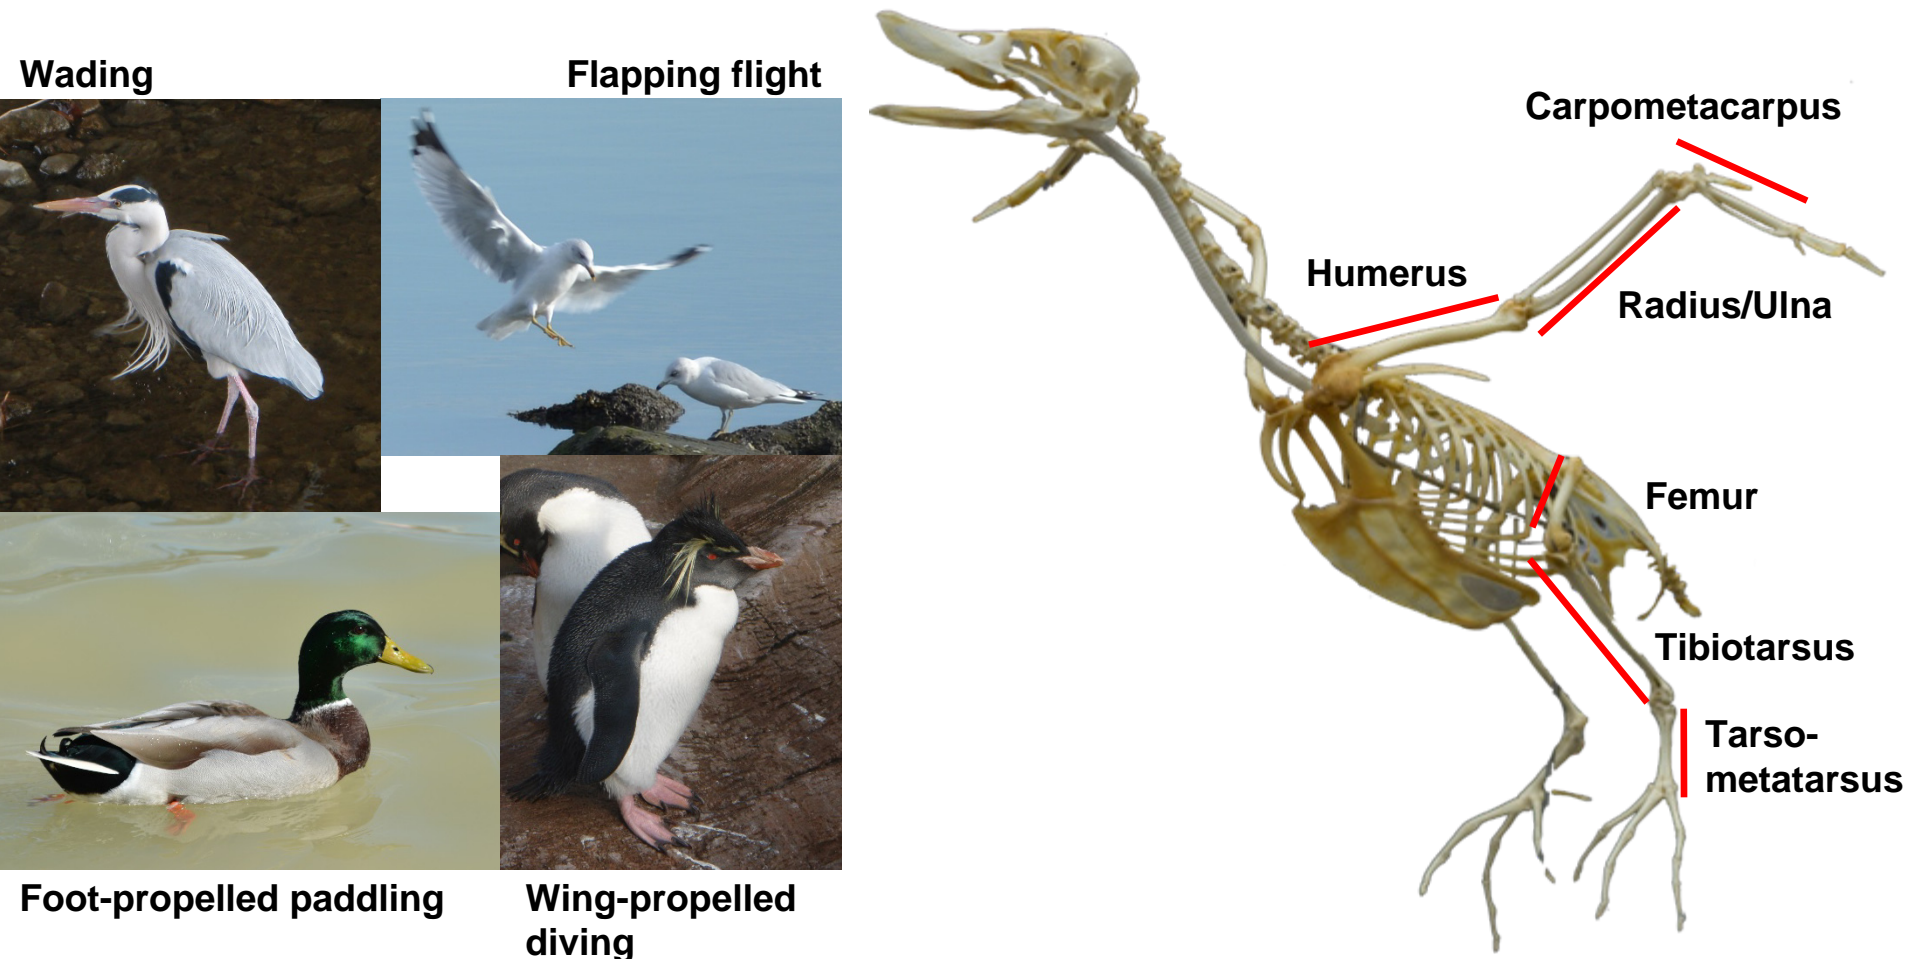 Wading
Flapping flight
Foot-propelled paddling
Wing-propelled
diving
Carpometacarpus
Humerus
Radius/Ulna
Femur
Tibiotarsus
Tarso-
metatarsus